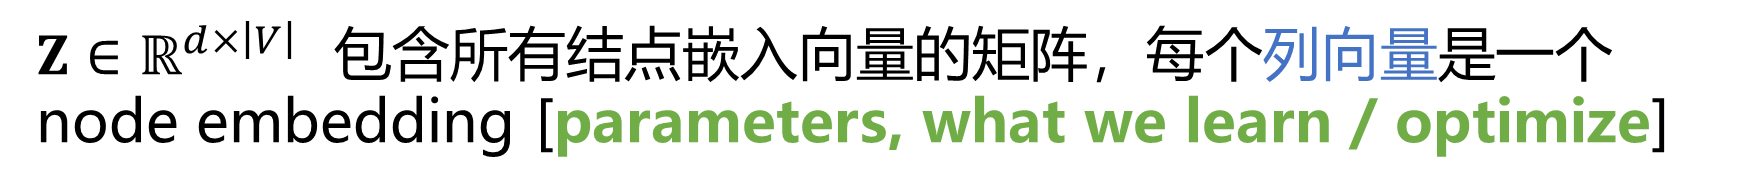 𝐙 ∈ ℝ^{d×|V|} 包含所有结点嵌入向量的矩阵，每个列向量是一个
node embedding [parameters, what we learn / optimize]